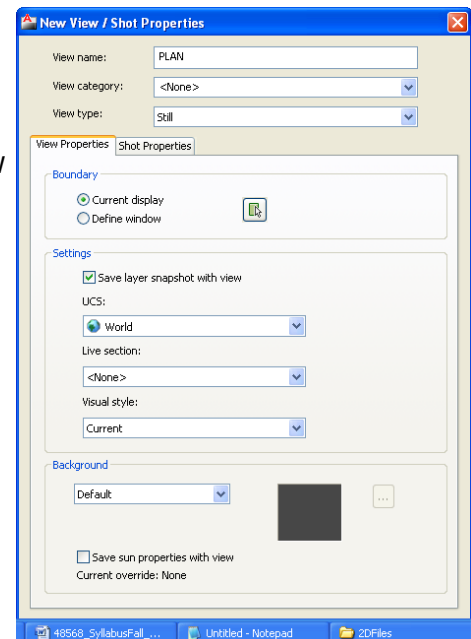 New View / Shot Properties
View name: PLAN
View category: <None>
View type: Still
View Properties Shot Properties
Boundary
Current display
Define window
Settings
Save layer snapshot with view
UCS:
World
Live section:
<None>
Visual style:
Current
Background
Default
...
Save sun properties with view
Current override: None
48568_SyllabusFall_... Untitled - Notepad 2DFiles